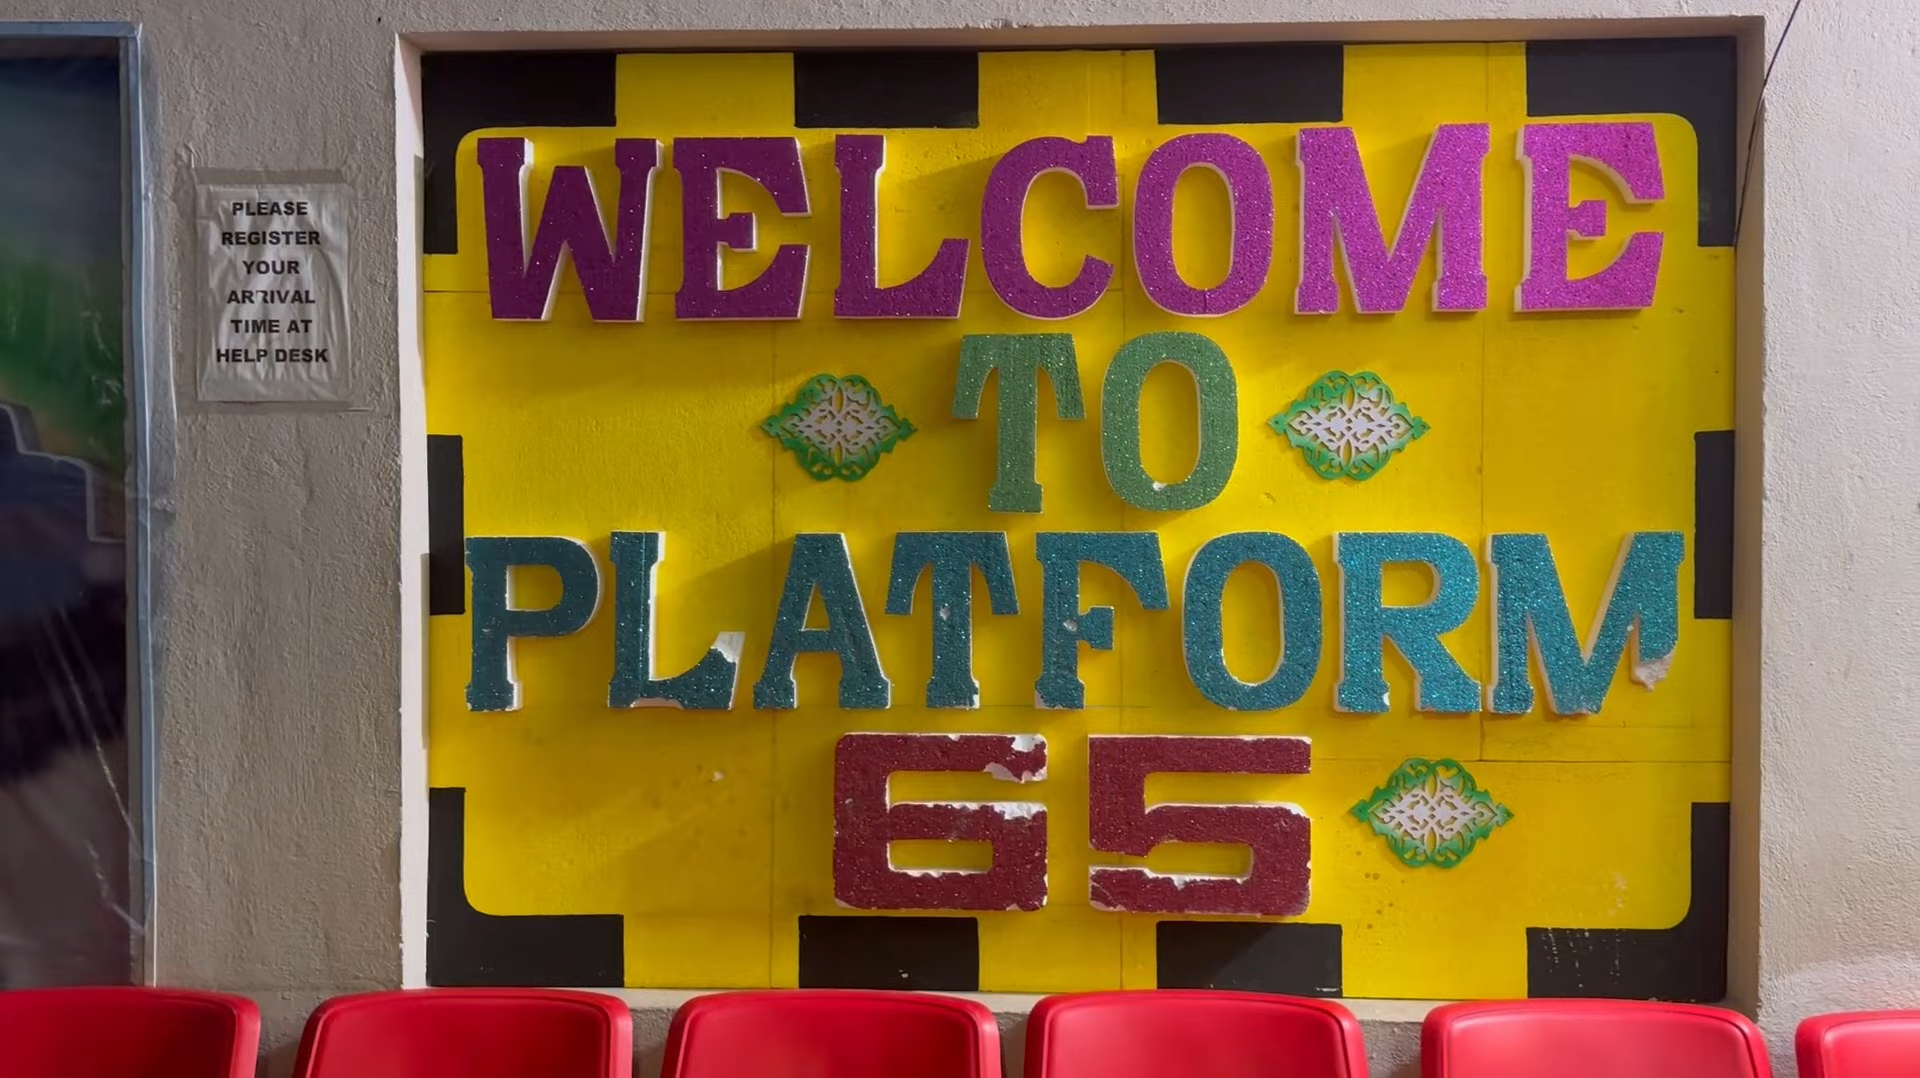 PLEASE
REGISTER
YOUR
ARRIVAL
TIME AT
HELP DESK
WELCOME
TO
PLATFORM
65